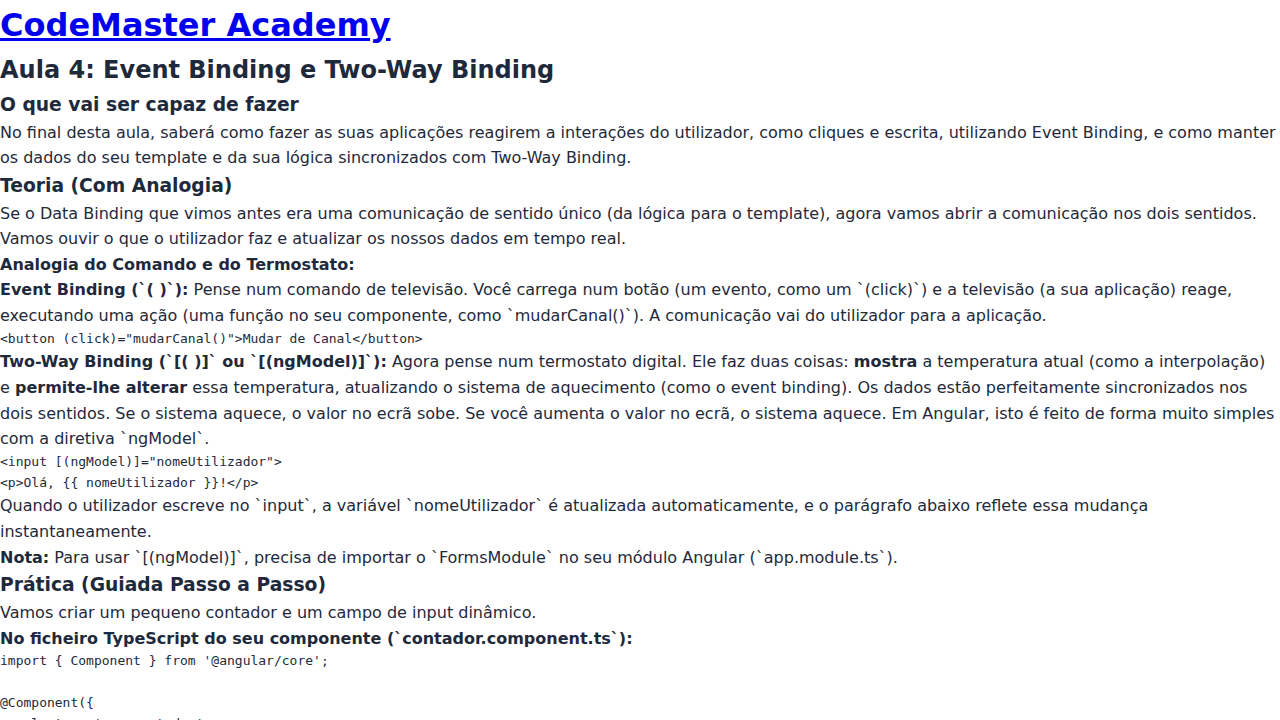 CodeMaster Academy
Aula 4: Event Binding e Two-Way Binding
O que vai ser capaz de fazer
No final desta aula, saberá como fazer as suas aplicações reagirem a interações do utilizador, como cliques e escrita, utilizando Event Binding, e como manter
os dados do seu template e da sua lógica sincronizados com Two-Way Binding.
Teoria (Com Analogia)
Se o Data Binding que vimos antes era uma comunicação de sentido único (da lógica para o template), agora vamos abrir a comunicação nos dois sentidos.
Vamos ouvir o que o utilizador faz e atualizar os nossos dados em tempo real.
Analogia do Comando e do Termostato:
Event Binding (`( )`): Pense num comando de televisão. Você carrega num botão (um evento, como um `(click)`) e a televisão (a sua aplicação) reage,
executando uma ação (uma função no seu componente, como `mudarCanal()`). A comunicação vai do utilizador para a aplicação.
<button (click)="mudarCanal()">Mudar de Canal</button>
Two-Way Binding (`[( )]` ou `[(ngModel)]`): Agora pense num termostato digital. Ele faz duas coisas: mostra a temperatura atual (como a interpolação)
e permite-lhe alterar essa temperatura, atualizando o sistema de aquecimento (como o event binding). Os dados estão perfeitamente sincronizados nos
dois sentidos. Se o sistema aquece, o valor no ecrã sobe. Se você aumenta o valor no ecrã, o sistema aquece. Em Angular, isto é feito de forma muito simples
com a diretiva `ngModel`.
<input [(ngModel)]="nomeUtilizador">
<p>Olá, {{ nomeUtilizador }}!</p>
Quando o utilizador escreve no `input`, a variável `nomeUtilizador` é atualizada automaticamente, e o parágrafo abaixo reflete essa mudança
instantaneamente.
Nota: Para usar `[(ngModel)]`, precisa de importar o `FormsModule` no seu módulo Angular (`app.module.ts`).
Prática (Guiada Passo a Passo)
Vamos criar um pequeno contador e um campo de input dinâmico.
No ficheiro TypeScript do seu componente (`contador.component.ts`):
import { Component } from '@angular/core';
@Component({